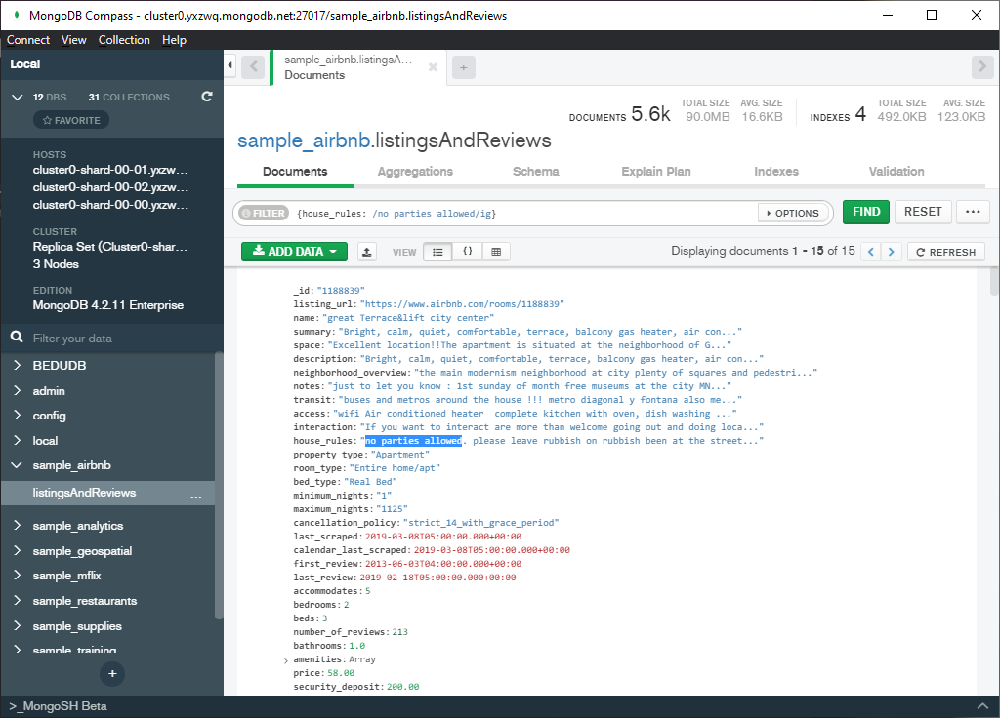 MongoDB Compass - cluster0.yxzwq.mongodb.net:27017/sample_airbnb.listingsAndReviews
Connect View Collection Help
Local
12 DBS 31 COLLECTIONS
FAVORITE
HOSTS
cluster0-shard-00-01.yxzw...
cluster0-shard-00-02.yxzw...
cluster0-shard-00-00.yxzw...
CLUSTER
Replica Set (Cluster0-shar...
3 Nodes
EDITION
MongoDB 4.2.11 Enterprise
Filter your data
BEDUDB
admin
config
local
sample_airbnb
listingsAndReviews ...
sample_analytics
sample_geospatial
sample_mflix
sample_restaurants
sample_supplies
sample_training
+
>_MongoSH Beta
sample_airbnb.listingsA...
Documents
+
DOCUMENTS 5.6k TOTAL SIZE 90.0MB AVG. SIZE 16.6KB INDEXES 4 TOTAL SIZE 492.0KB AVG. SIZE 123.0KB
sample_airbnb.listingsAndReviews
Documents Aggregations Schema Explain Plan Indexes Validation
FILTER {house_rules: /no parties allowed/ig} OPTIONS FIND RESET ...
ADD DATA VIEW {} Displaying documents 1 - 15 of 15 < > REFRESH
_id: "1188839"
listing_url: "https://www.airbnb.com/rooms/1188839"
name: "great Terrace&lift city center"
summary: "Bright, calm, quiet, comfortable, terrace, balcony gas heater, air con..."
space: "Excellent location!!The apartment is situated at the neighborhood of G..."
description: "Bright, calm, quiet, comfortable, terrace, balcony gas heater, air con..."
neighborhood_overview: "the main modernism neighborhood at city plenty of squares and pedestri..."
notes: "just to let you know : 1st sunday of month free museums at the city MN..."
transit: "buses and metros around the house !!! metro diagonal y fontana also me..."
access: "wifi Air conditioned heater  complete kitchen with oven, dish washing ..."
interaction: "If you want to interact are more than welcome going out and doing loca..."
house_rules: "no parties allowed. please leave rubbish on rubbish been at the street..."
property_type: "Apartment"
room_type: "Entire home/apt"
bed_type: "Real Bed"
minimum_nights: "1"
maximum_nights: "1125"
cancellation_policy: "strict_14_with_grace_period"
last_scraped: 2019-03-08T05:00:00.000+00:00
calendar_last_scraped: 2019-03-08T05:00:00.000+00:00
first_review: 2013-06-03T04:00:00.000+00:00
last_review: 2019-02-18T05:00:00.000+00:00
accommodates: 5
bedrooms: 2
beds: 3
number_of_reviews: 213
bathrooms: 1.0
> amenities: Array
price: 58.00
security_deposit: 200.00